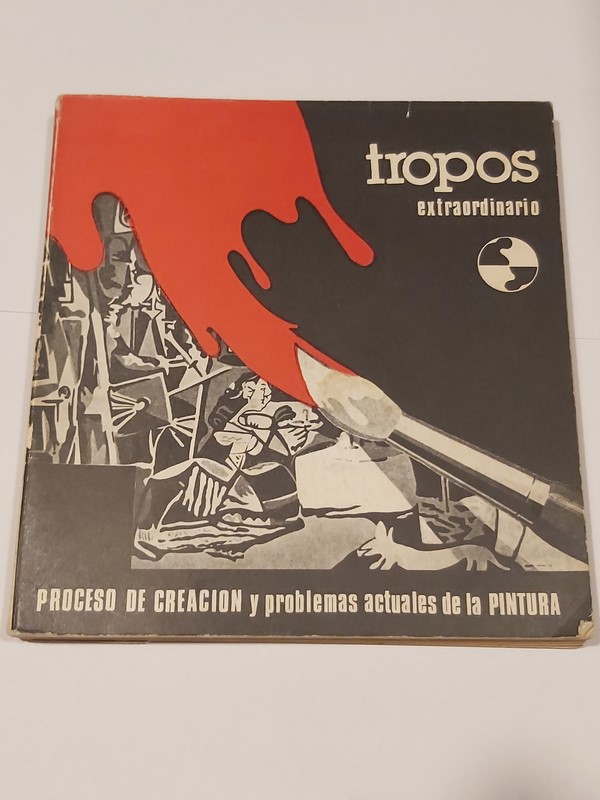 tropos
extraordinario
PROCESO DE CREACION y problemas actuales de la PINTURA